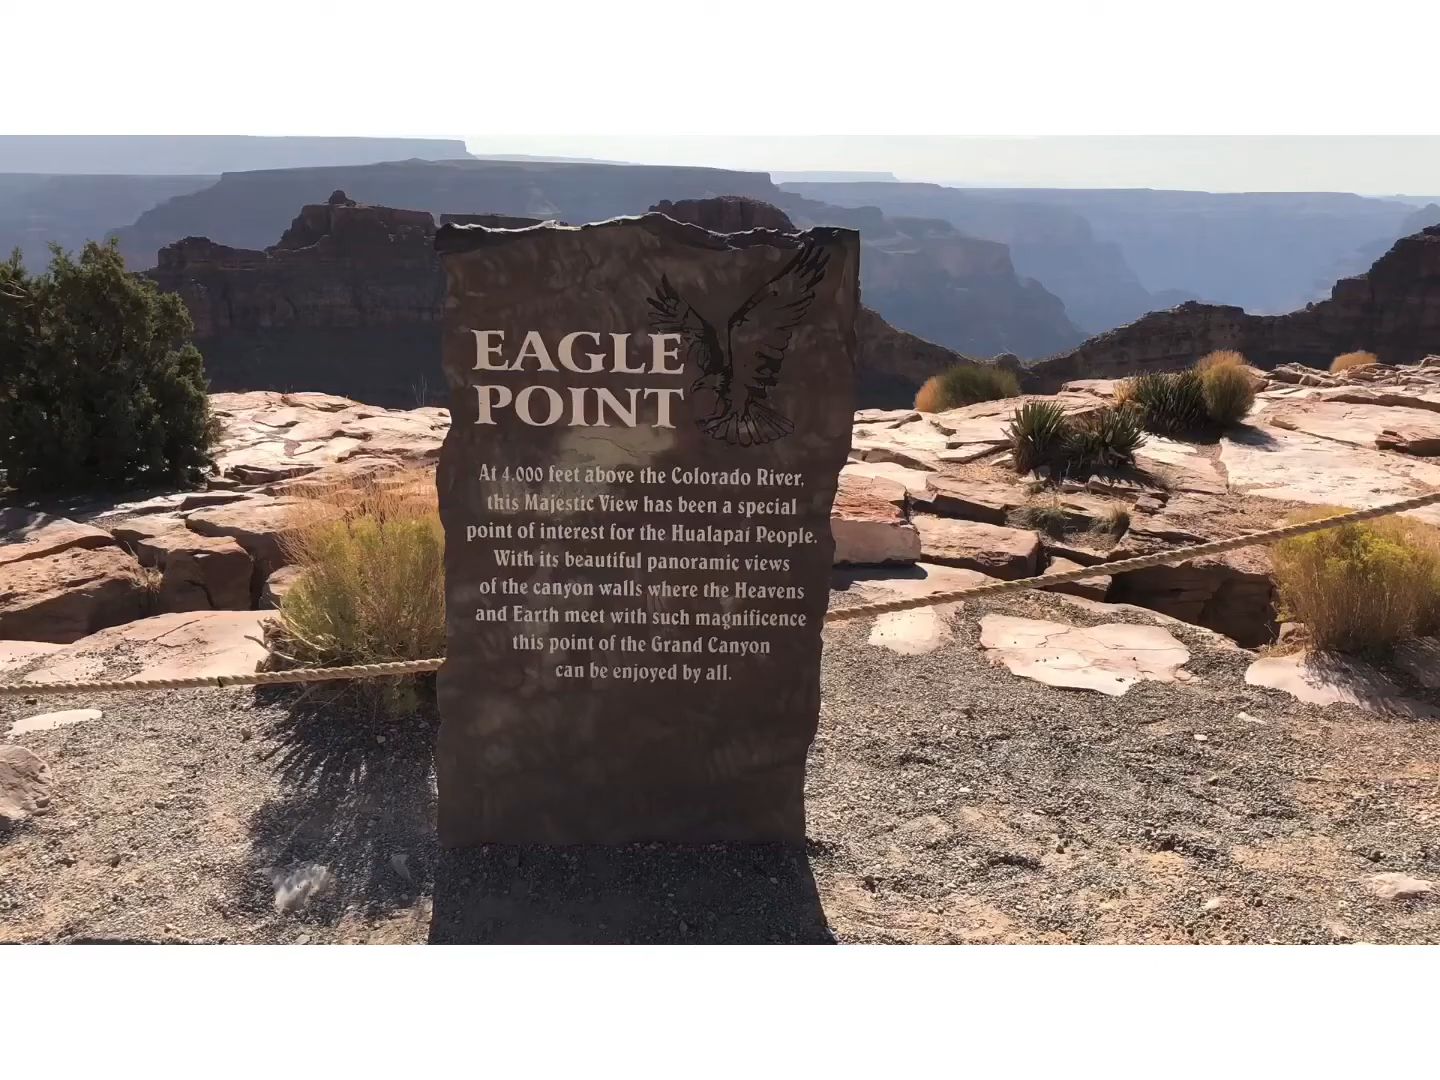 EAGLE
POINT
At 4,000 feet above the Colorado River,
this Majestic View has been a special
point of interest for the Hualapai People.
With its beautiful panoramic views
of the canyon walls where the Heavens
and Earth meet with such magnificence
this point of the Grand Canyon
can be enjoyed by all.